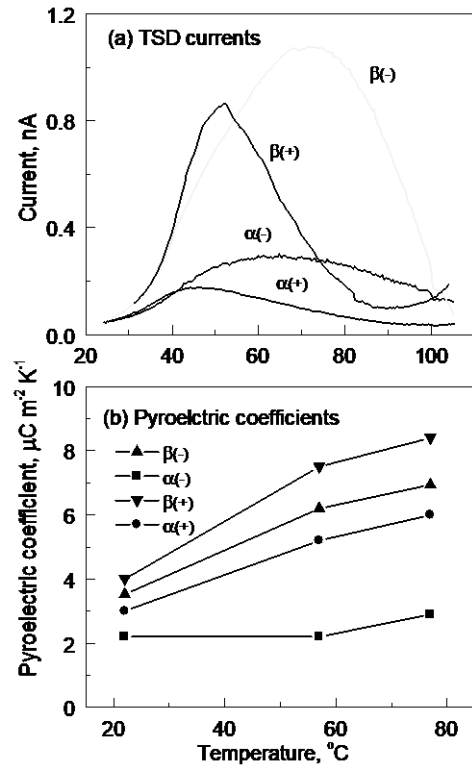 (a) TSD currents
1.2
0.8
0.4
0.0
Current, nA
β(-)
β(+)
α(-)
α(+)
20
40
60
80
100
(b) Pyroelctric coefficients
β(-)
α(-)
β(+)
α(+)
10
8
6
4
2
0
Pyroelectric coefficient, μC m⁻² K⁻¹
20
40
60
80
100
Temperature, °C